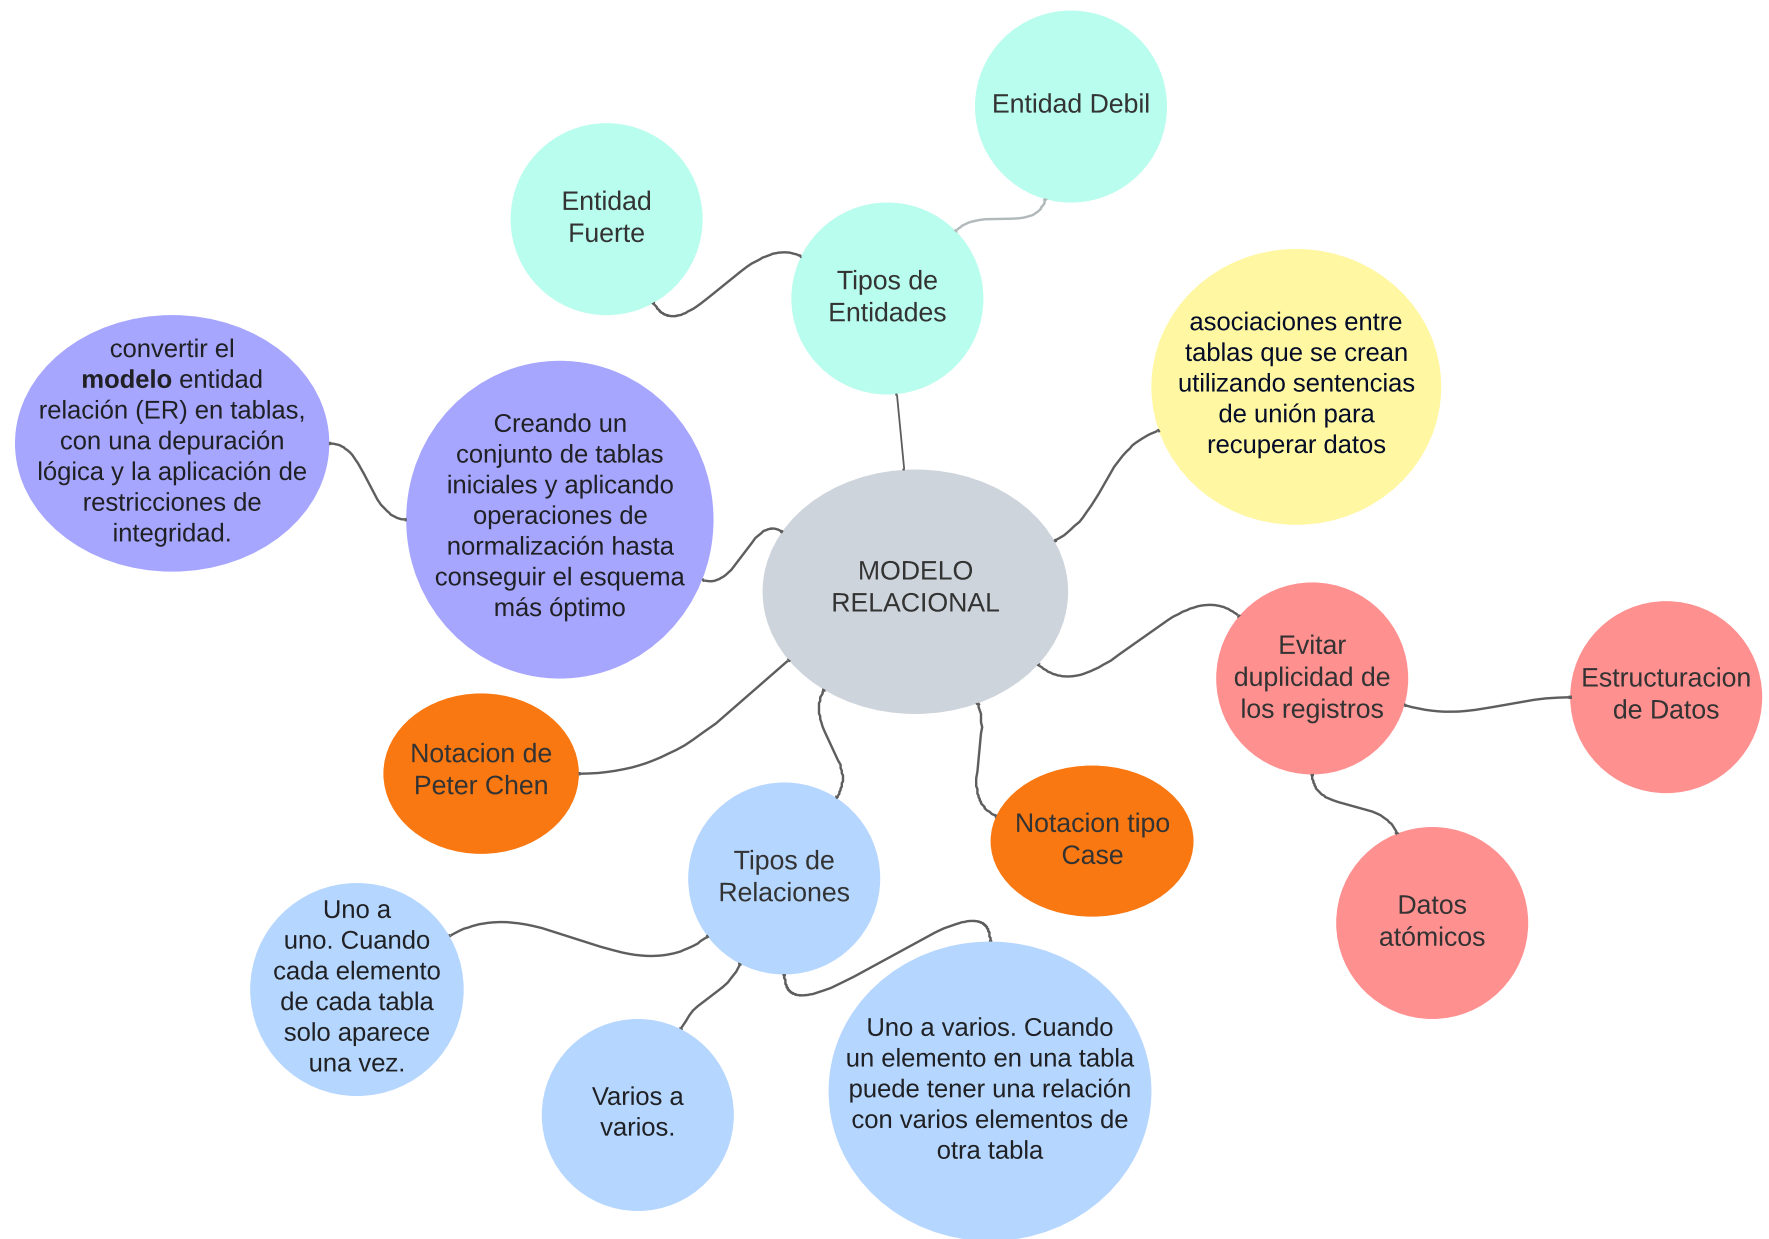 Entidad Debil
Entidad
Fuerte
Tipos de
Entidades
asociaciones entre
tablas que se crean
utilizando sentencias
de unión para
recuperar datos
convertir el
modelo entidad
relación (ER) en tablas,
con una depuración
lógica y la aplicación de
restricciones de
integridad.
Creando un
conjunto de tablas
iniciales y aplicando
operaciones de
normalización hasta
conseguir el esquema
más óptimo
MODELO
RELACIONAL
Evitar
duplicidad de
los registros
Estructuracion
de Datos
Notacion de
Peter Chen
Notacion tipo
Case
Tipos de
Relaciones
Datos
atómicos
Uno a
uno. Cuando
cada elemento
de cada tabla
solo aparece
una vez.
Varios a
varios.
Uno a varios. Cuando
un elemento en una tabla
puede tener una relación
con varios elementos de
otra tabla